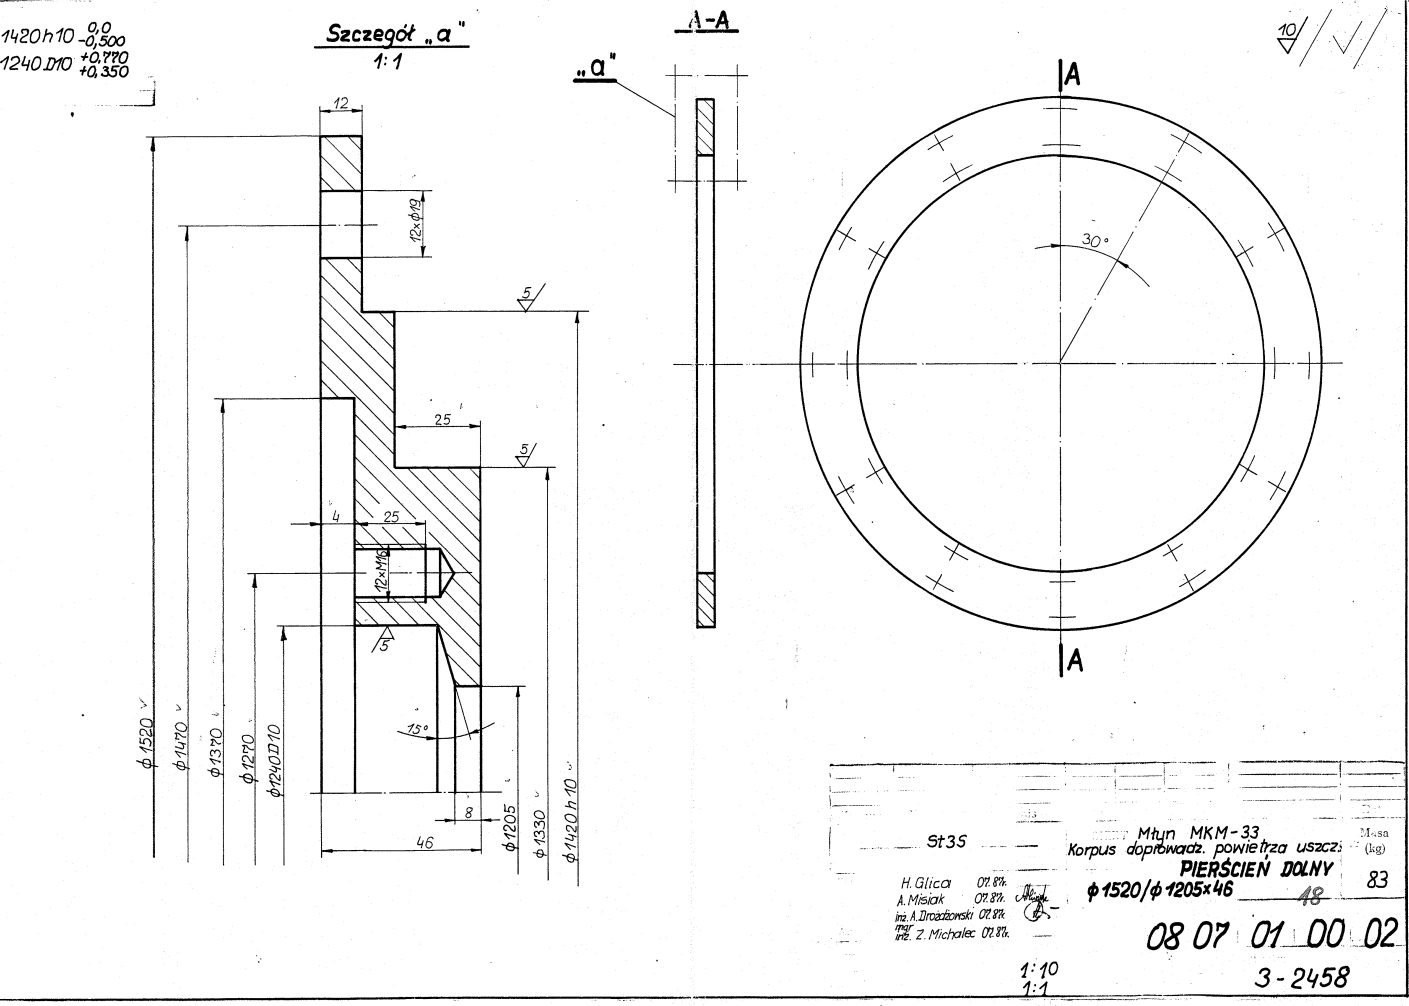 1420h10 0,0 -0,500
1240D10 +0,770 +0,350
Szczegół „a"
1:1
A-A
„a"
10
A
12
12xφ19
30°
5
25
5
4
25
12xM16
5
15°
φ1520
φ1470
φ1370
φ1270
φ1240D10
8
46
φ1205
φ1330
φ1420h10
A
St3S
Młyn MKM-33
Korpus doprowadz. powietrza uszcz.
PIERŚCIEŃ DOLNY
φ1520/φ1205x46
Masa
(kg)
83
18
H. Glica 07.87r.
A. Misiak 07.87r.
inż. A. Drożdżowski 07.87r.
mgr inż. Z. Michalec 07.87r.
08 07 01 00 02
1:10
1:1
3-2458